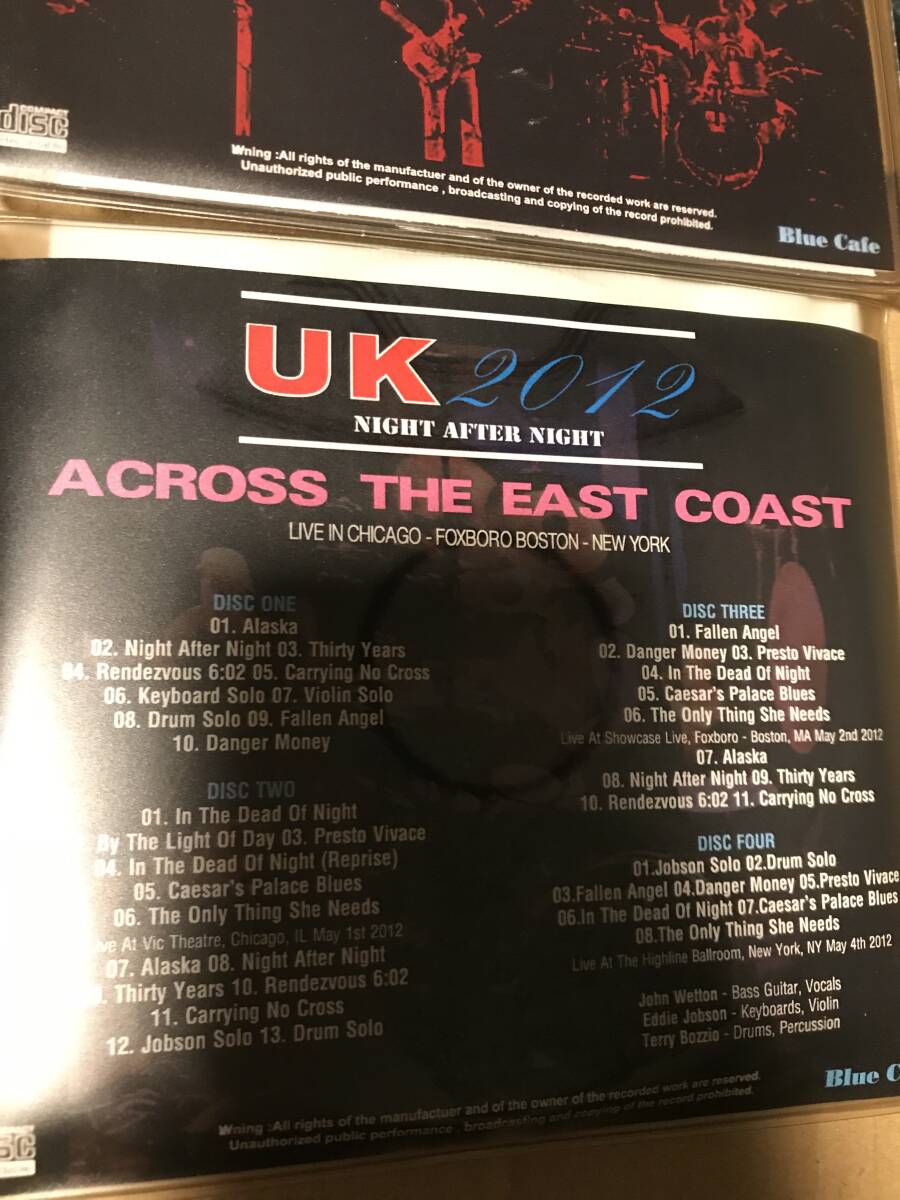 COMPACT
disc
Wning :All rights of the manufactuer and of the owner of the recorded work are reserved.
Unauthorized public performance , broadcasting and copying of the record prohibited.
Blue Cafe
UK 2012
NIGHT AFTER NIGHT
ACROSS THE EAST COAST
LIVE IN CHICAGO - FOXBORO BOSTON - NEW YORK
DISC ONE
01. Alaska
02. Night After Night 03. Thirty Years
04. Rendezvous 6:02 05. Carrying No Cross
06. Keyboard Solo 07. Violin Solo
08. Drum Solo 09. Fallen Angel
10. Danger Money
DISC TWO
01. In The Dead Of Night
By The Light Of Day 03. Presto Vivace
04. In The Dead Of Night (Reprise)
05. Caesar's Palace Blues
06. The Only Thing She Needs
ve At Vic Theatre, Chicago, IL May 1st 2012
07. Alaska 08. Night After Night
. Thirty Years 10. Rendezvous 6:02
11. Carrying No Cross
12. Jobson Solo 13. Drum Solo
DISC THREE
01. Fallen Angel
02. Danger Money 03. Presto Vivace
04. In The Dead Of Night
05. Caesar's Palace Blues
06. The Only Thing She Needs
Live At Showcase Live, Foxboro - Boston, MA May 2nd 2012
07. Alaska
08. Night After Night 09. Thirty Years
10. Rendezvous 6:02 11. Carrying No Cross
DISC FOUR
01.Jobson Solo 02.Drum Solo
03.Fallen Angel 04.Danger Money 05.Presto Vivace
06.In The Dead Of Night 07.Caesar's Palace Blues
08.The Only Thing She Needs
Live At The Highline Ballroom, New York, NY May 4th 2012
John Wetton - Bass Guitar, Vocals
Eddie Jobson - Keyboards, Violin
Terry Bozzio - Drums, Percussion
Blue C
Wning :All rights of the manufactuer and of the owner of the recorded work are reserved.
Unauthorized public performance , broadcasting and copying of the record prohibited.